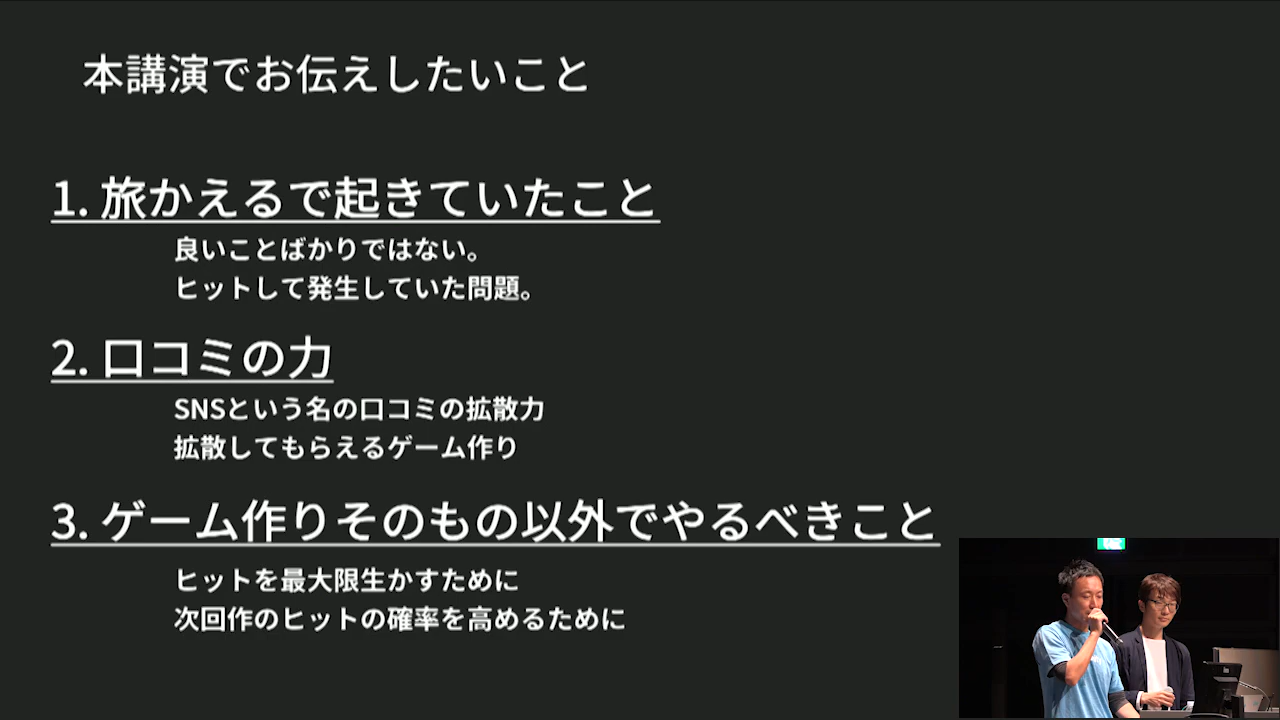 本講演でお伝えしたいこと
1. 旅かえるで起きていたこと
良いことばかりではない。
ヒットして発生していた問題。
2. 口コミの力
SNSという名の口コミの拡散力
拡散してもらえるゲーム作り
3. ゲーム作りそのもの以外でやるべきこと
ヒットを最大限生かすために
次回作のヒットの確率を高めるために